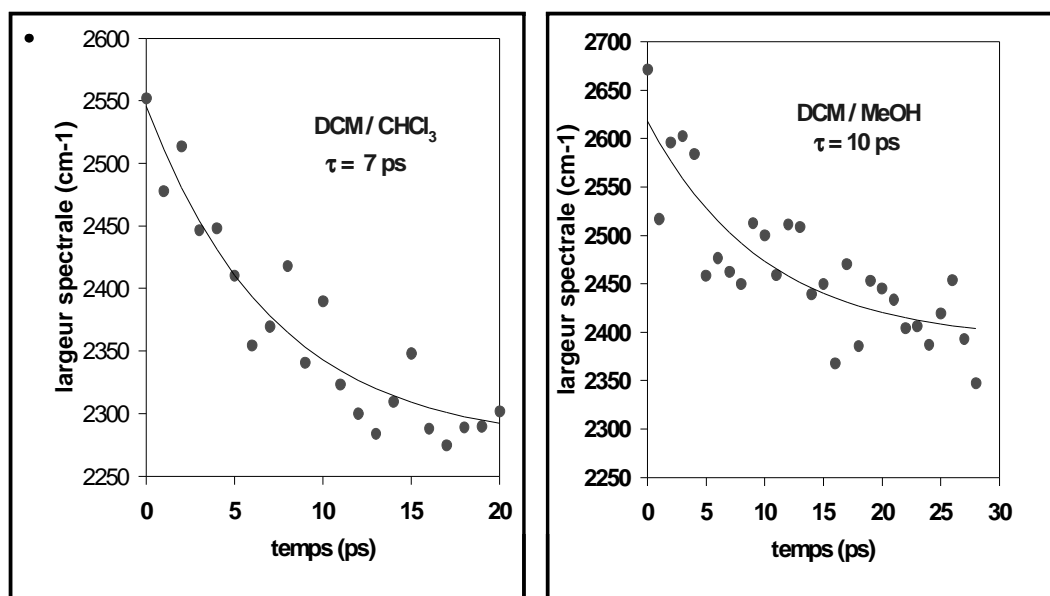 2600
2550
2500
2450
2400
2350
2300
2250
largeur spectrale (cm-1)
DCM / CHCl₃
τ = 7 ps
0 5 10 15 20
temps (ps)
2700
2650
2600
2550
2500
2450
2400
2350
2300
2250
largeur spectrale (cm-1)
DCM / MeOH
τ = 10 ps
0 5 10 15 20 25 30
temps (ps)